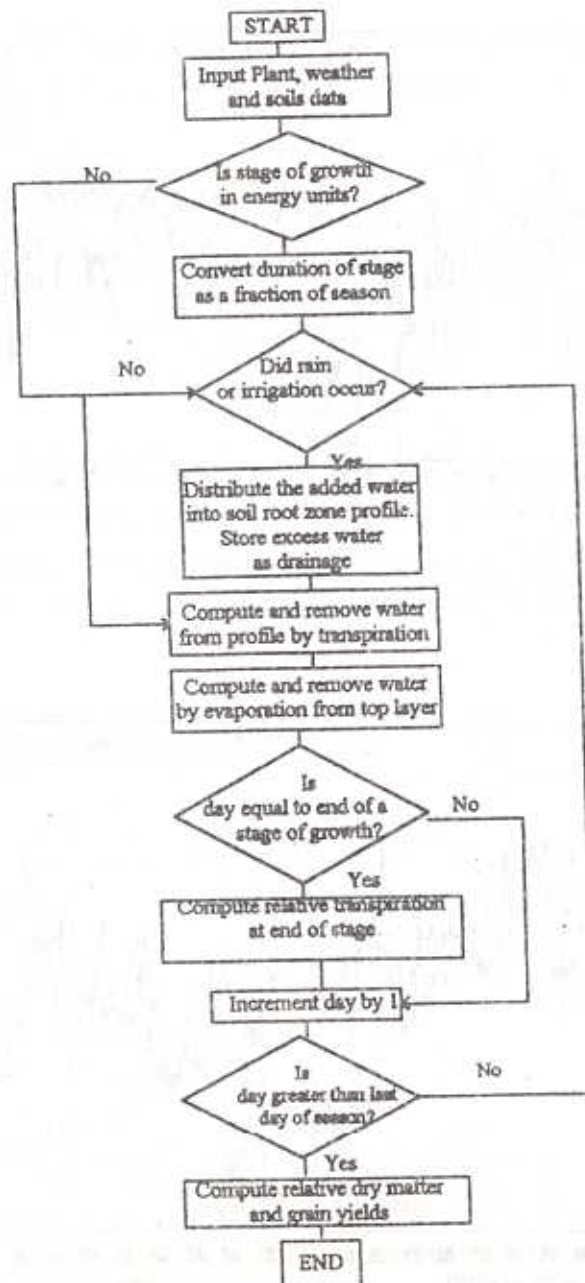 START
Input Plant, weather
and soils data
No
Is stage of growth
in energy units?
Convert duration of stage
as a fraction of season
No
Did rain
or irrigation occur?
Yes
Distribute the added water
into soil root zone profile.
Store excess water
as drainage
Compute and remove water
from profile by transpiration
Compute and remove water
by evaporation from top layer
Is
day equal to end of a
stage of growth?
No
Yes
Compute relative transpiration
at end of stage
Increment day by 1
Is
day greater than last
day of season?
No
Yes
Compute relative dry matter
and grain yields
END